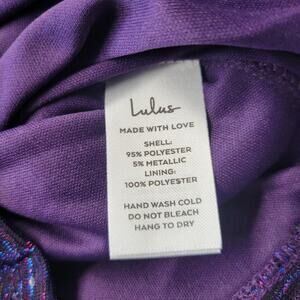 Lulus
MADE WITH LOVE
SHELL:
95% POLYESTER
5% METALLIC
LINING:
100% POLYESTER
HAND WASH COLD
DO NOT BLEACH
HANG TO DRY